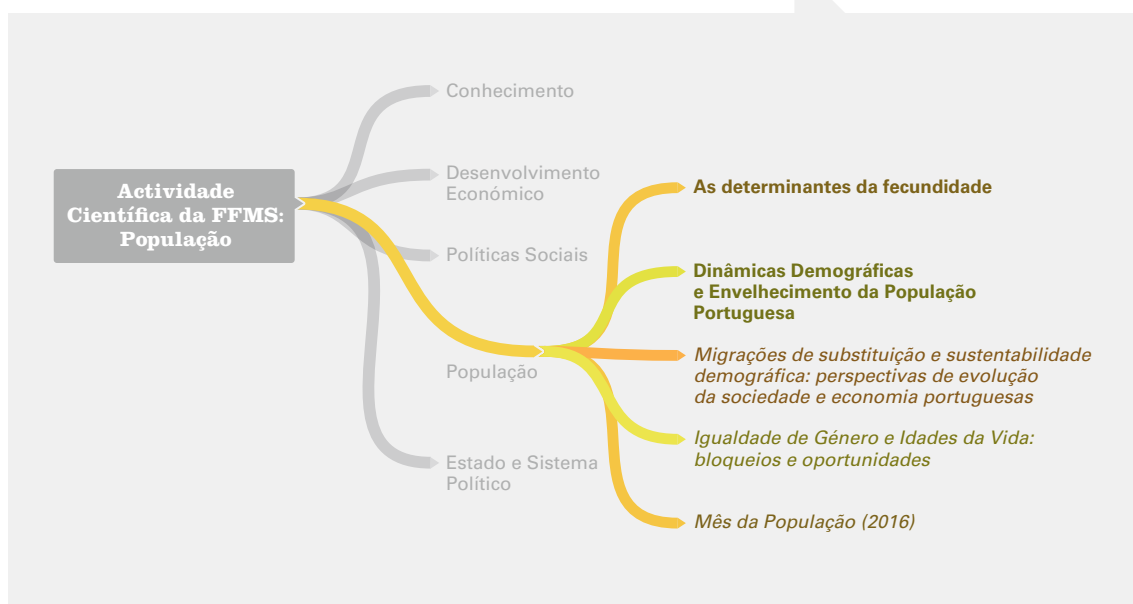 Actividade
Científica da FFMS:
População
Conhecimento
Desenvolvimento
Económico
Políticas Sociais
População
Estado e Sistema
Político
As determinantes da fecundidade
Dinâmicas Demográficas
e Envelhecimento da População
Portuguesa
Migrações de substituição e sustentabilidade
demográfica: perspectivas de evolução
da sociedade e economia portuguesas
Igualdade de Género e Idades da Vida:
bloqueios e oportunidades
Mês da População (2016)